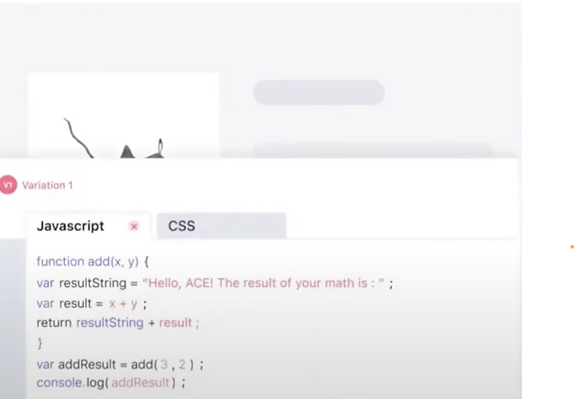 V1 Variation 1
Javascript × CSS
function add(x, y) {
var resultString = “Hello, ACE! The result of your math is : " ;
var result = x + y ;
return resultString + result ;
}
var addResult = add( 3 , 2 ) ;
console.log( addResult) ;